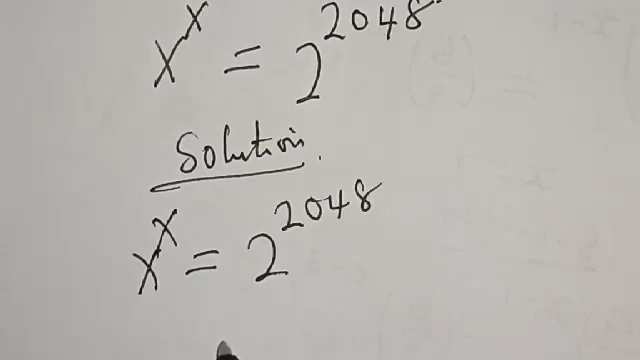 x^x = 2^2048
Solution.
x^x = 2^2048